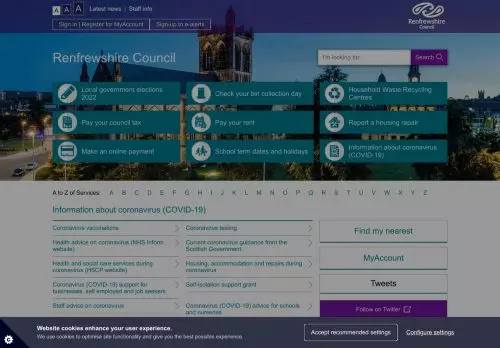 A A A Latest news | Staff info
Sign in | Register for MyAccount Sign-up to e-alerts
Renfrewshire
Council
Renfrewshire Council
I'm looking for Search
Local government elections
2022
Check your bin collection day
Household Waste Recycling
Centres
Pay your council tax
Pay your rent
Report a housing repair
Make an online payment
School term dates and holidays
Information about coronavirus
(COVID-19)
A to Z of Services A B C D E F G H I J K L M N O P Q R S T U V W X Y Z
Information about coronavirus (COVID-19)
Coronavirus vaccinations
Coronavirus testing
Health advice on coronavirus (NHS Inform
website)
Current coronavirus guidance from the
Scottish Government
Health and social care services during
coronavirus (HSCP website)
Housing, accommodation and repairs during
coronavirus
Coronavirus (COVID-19) support for
businesses, self employed and job seekers
Self-isolation support grant
Staff advice on coronavirus
Coronavirus (COVID-19) advice for schools and
nurseries
Find my nearest
MyAccount
Tweets
Follow on Twitter
Website cookies enhance your user experience.
We use cookies to optimise site functionality and give you the best possible experience.
Accept recommended settings
Configure settings